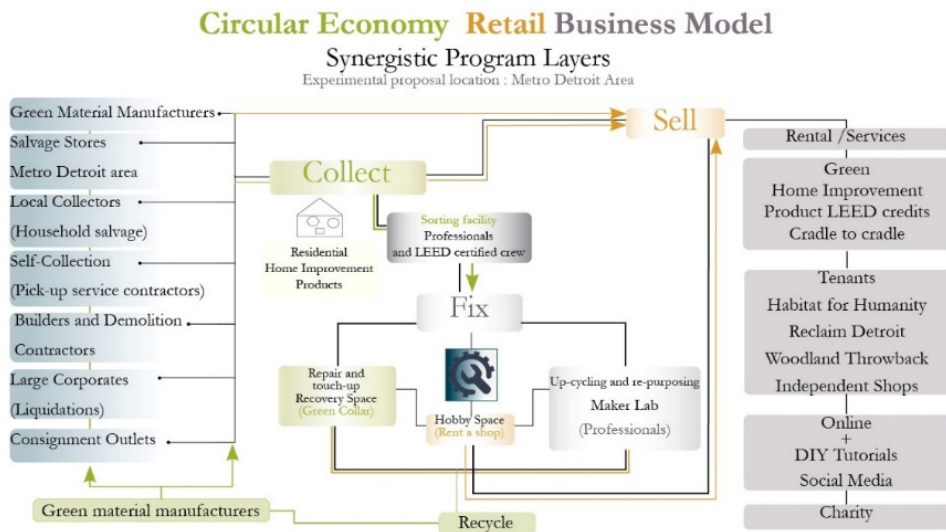 Circular Economy Retail Business Model
Synergistic Program Layers
Experimental proposal location : Metro Detroit Area
Green Material Manufacturers
Salvage Stores
Metro Detroit area
Local Collectors
(Household salvage)
Self-Collection
(Pick-up service contractors)
Builders and Demolition
Contractors
Large Corporates
(Liquidations)
Consignment Outlets
Green material manufacturers
Collect
Residential
Home Improvement
Products
Sorting facility
Professionals
and LEED certified crew
Fix
Repair and
touch-up
Recovery Space
(Green Collar)
Hobby Space
(Rent a shop)
Up-cycling and re-purposing
Maker Lab
(Professionals)
Recycle
Sell
Rental /Services
Green
Home Improvement
Product LEED credits
Cradle to cradle
Tenants
Habitat for Humanity
Reclaim Detroit
Woodland Throwback
Independent Shops
Online
+
DIY Tutorials
Social Media
Charity